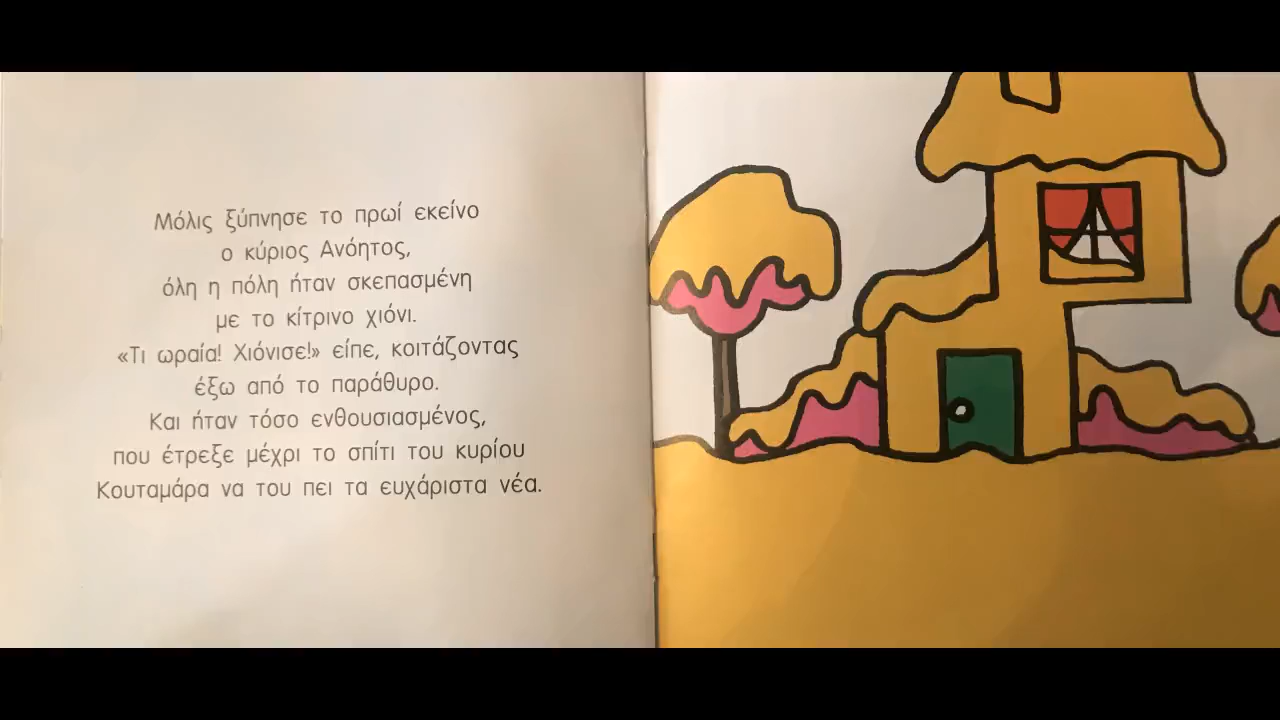 Μόλις ξύπνησε το πρωί εκείνο
ο κύριος Ανόητος,
όλη η πόλη ήταν σκεπασμένη
με το κίτρινο χιόνι.
«Τι ωραία! Χιόνισε!» είπε, κοιτάζοντας
έξω από το παράθυρο.
Και ήταν τόσο ενθουσιασμένος,
που έτρεξε μέχρι το σπίτι του κυρίου
Κουταμάρα να του πει τα ευχάριστα νέα.